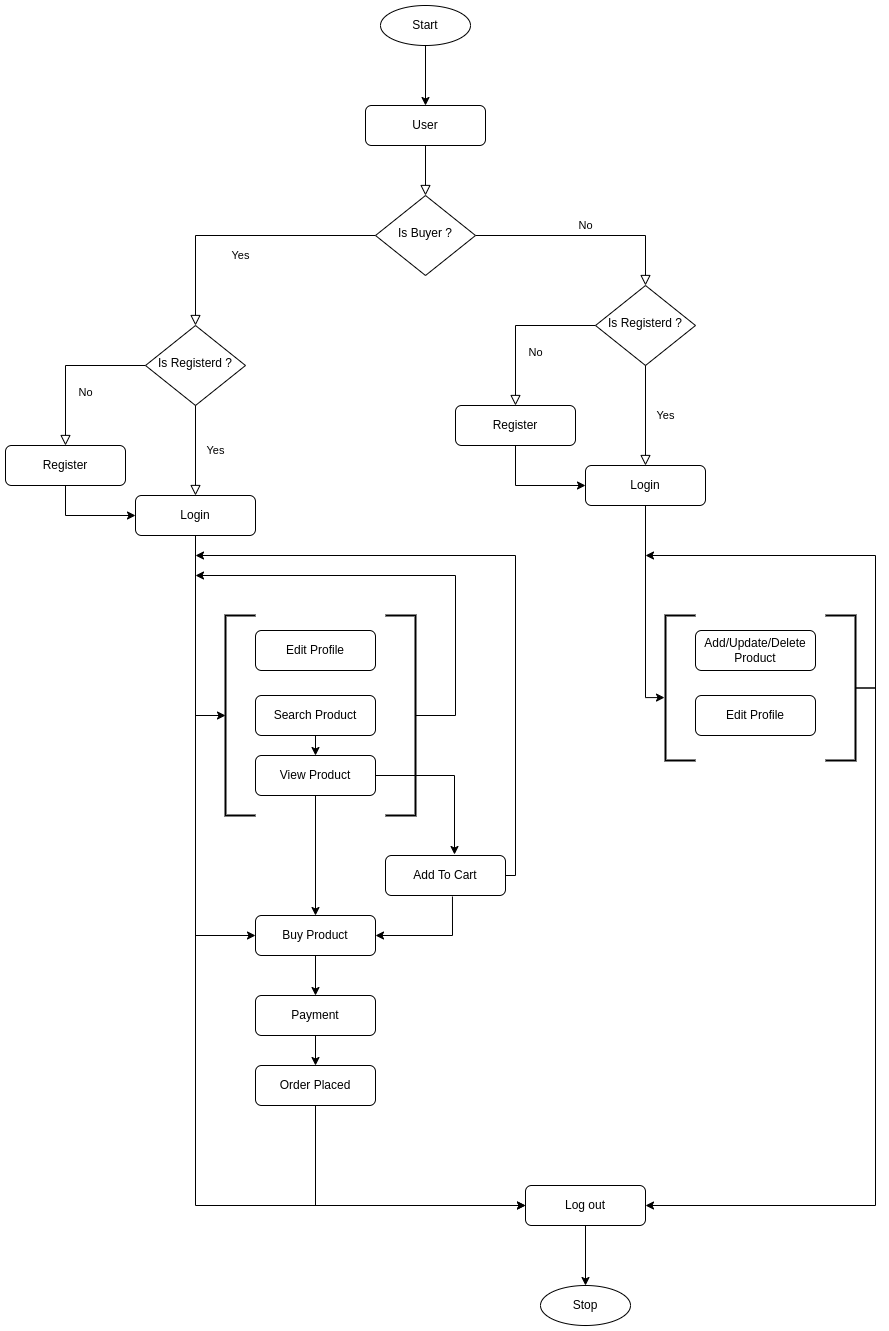 Start
User
Is Buyer ?
No
Yes
Is Registerd ?
No
Yes
Register
Login
Is Registerd ?
No
Yes
Register
Login
Edit Profile
Search Product
View Product
Add To Cart
Buy Product
Payment
Order Placed
Add/Update/Delete
Product
Edit Profile
Log out
Stop